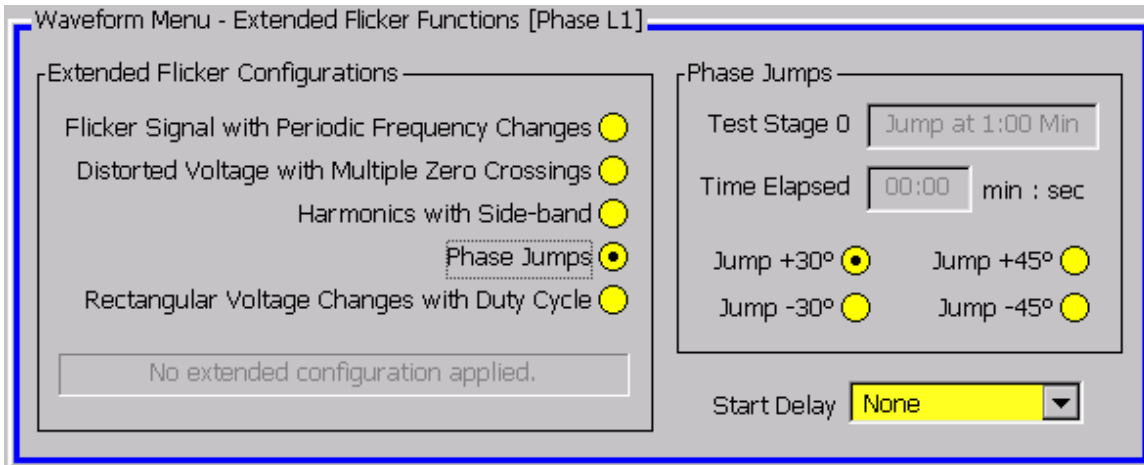 Waveform Menu - Extended Flicker Functions [Phase L1]
Extended Flicker Configurations
Flicker Signal with Periodic Frequency Changes
Distorted Voltage with Multiple Zero Crossings
Harmonics with Side-band
Phase Jumps
Rectangular Voltage Changes with Duty Cycle
No extended configuration applied.
Phase Jumps
Test Stage 0 Jump at 1:00 Min
Time Elapsed 00:00 min : sec
Jump +30º Jump +45º
Jump -30º Jump -45º
Start Delay None